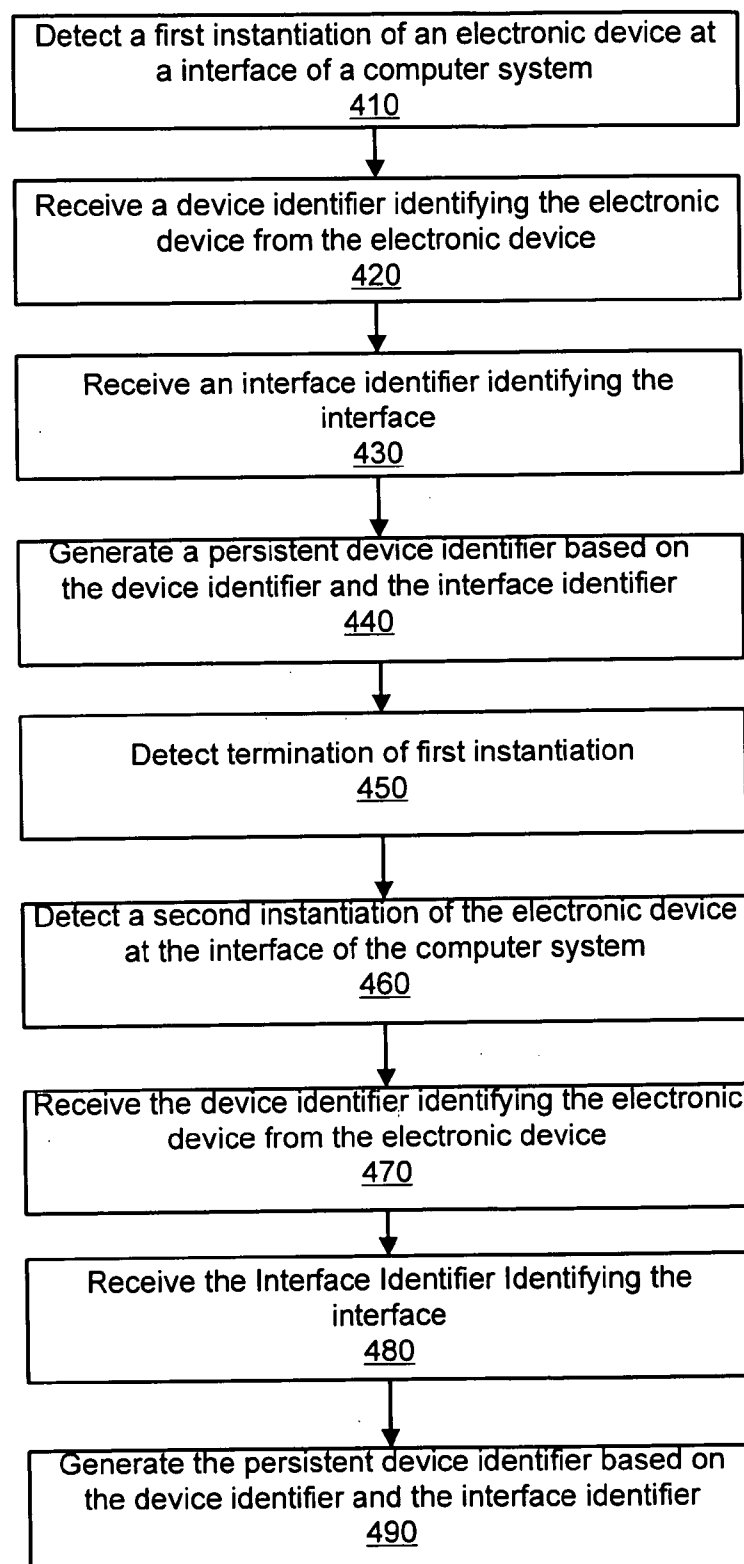 Detect a first instantiation of an electronic device at
a interface of a computer system
410
Receive a device identifier identifying the electronic
device from the electronic device
420
Receive an interface identifier identifying the
interface
430
Generate a persistent device identifier based on
the device identifier and the interface identifier
440
Detect termination of first instantiation
450
Detect a second instantiation of the electronic device
at the interface of the computer system
460
Receive the device identifier identifying the electronic
device from the electronic device
470
Receive the Interface Identifier Identifying the
interface
480
Generate the persistent device identifier based on
the device identifier and the interface identifier
490